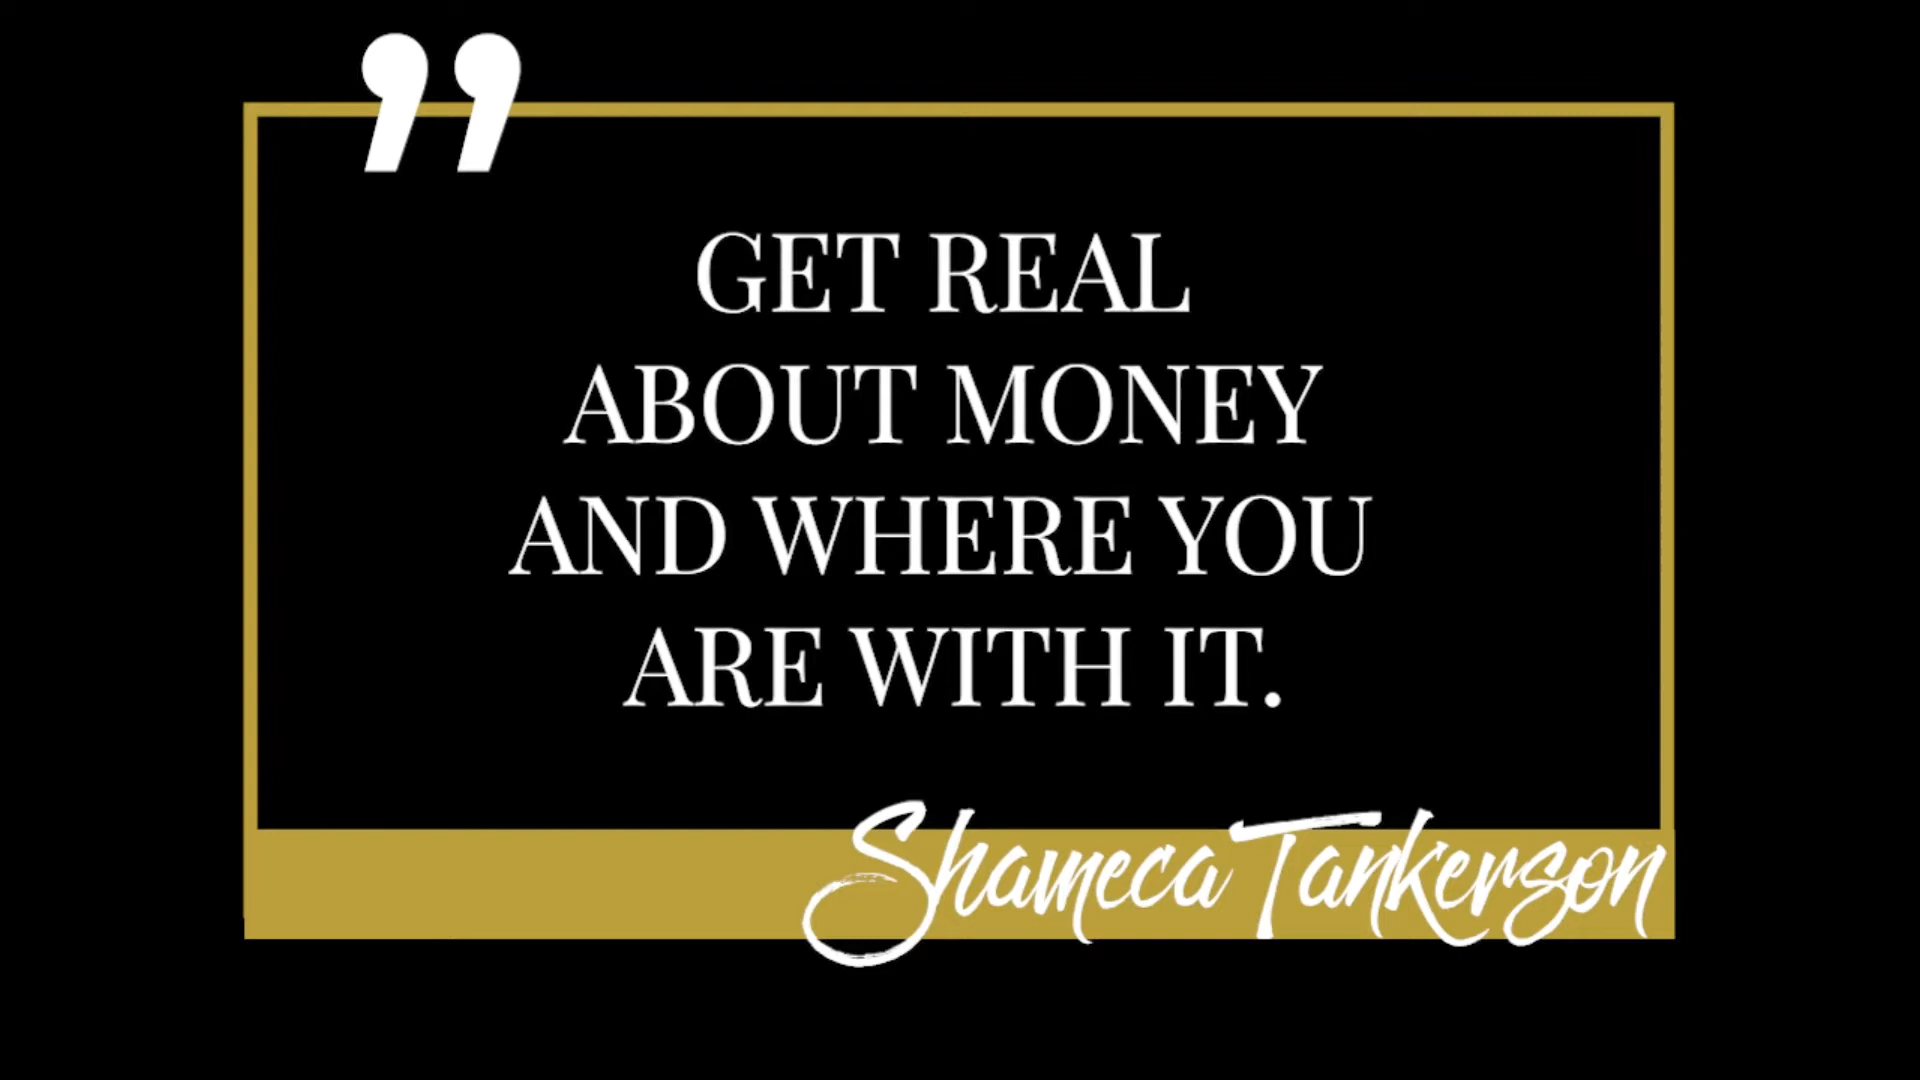 ”
GET REAL
ABOUT MONEY
AND WHERE YOU
ARE WITH IT.
Shameca Tankerson